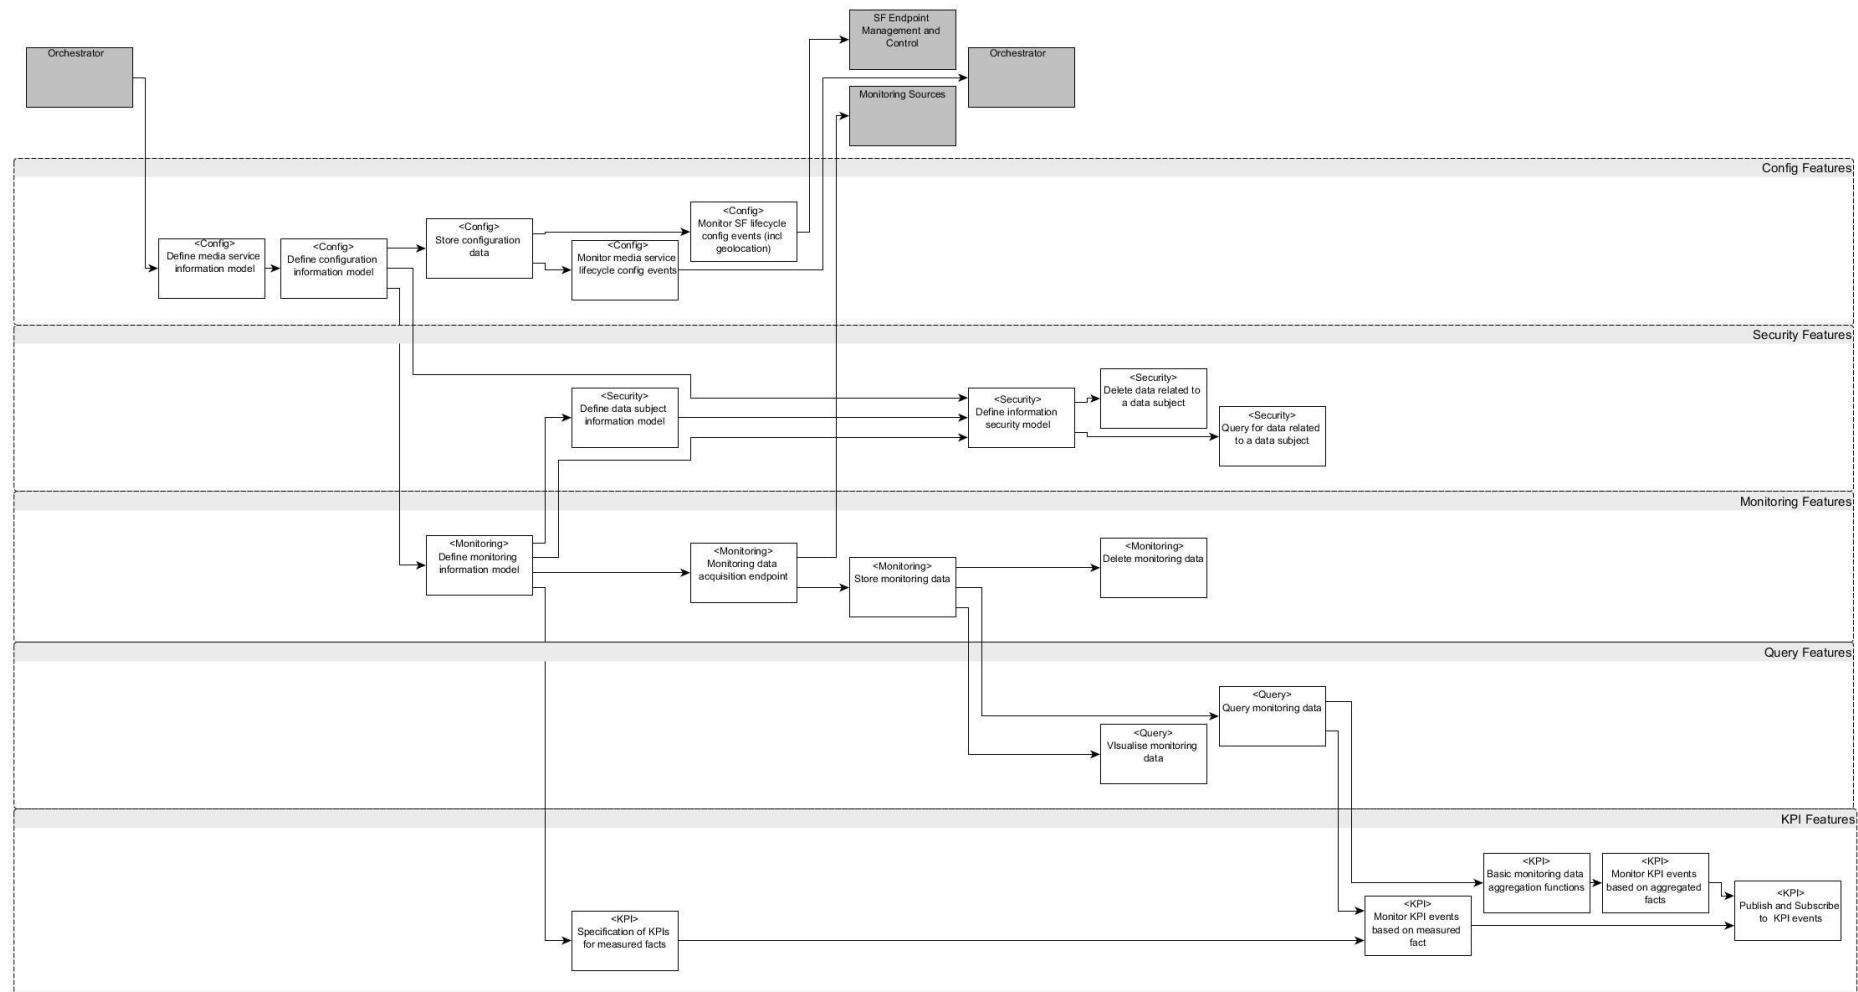 SF Endpoint
Management and
Control
Orchestrator
Orchestrator
Monitoring Sources
Config Features
<Config>
Define media service
information model
<Config>
Define configuration
information model
<Config>
Store configuration
data
<Config>
Monitor SF lifecycle
config events (incl
geolocation)
<Config>
Monitor media service
lifecycle config events
Security Features
<Security>
Define data subject
information model
<Security>
Define information
security model
<Security>
Delete data related to
a data subject
<Security>
Query for data related
to a data subject
Monitoring Features
<Monitoring>
Define monitoring
information model
<Monitoring>
Monitoring data
acquisition endpoint
<Monitoring>
Store monitoring data
<Monitoring>
Delete monitoring data
Query Features
<Query>
Query monitoring data
<Query>
VIsualise monitoring
data
KPI Features
<KPI>
Specification of KPIs
for measured facts
<KPI>
Monitor KPI events
based on measured
fact
<KPI>
Basic monitoring data
aggregation functions
<KPI>
Monitor KPI events
based on aggregated
facts
<KPI>
Publish and Subscribe
to KPI events